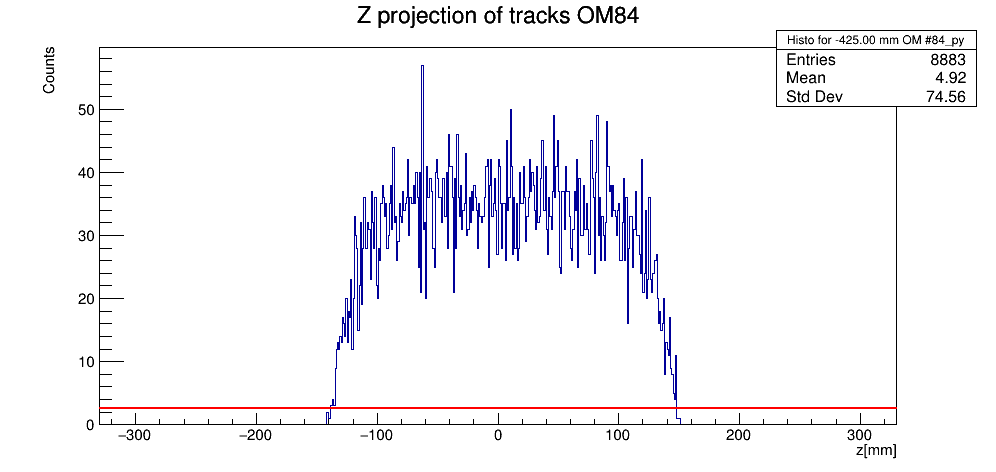 Z projection of tracks OM84
Histo for -425.00 mm OM #84_py
Entries 8883
Mean 4.92
Std Dev 74.56
Counts
50
40
30
20
10
0
−300 −200 −100 0 100 200 300
z[mm]